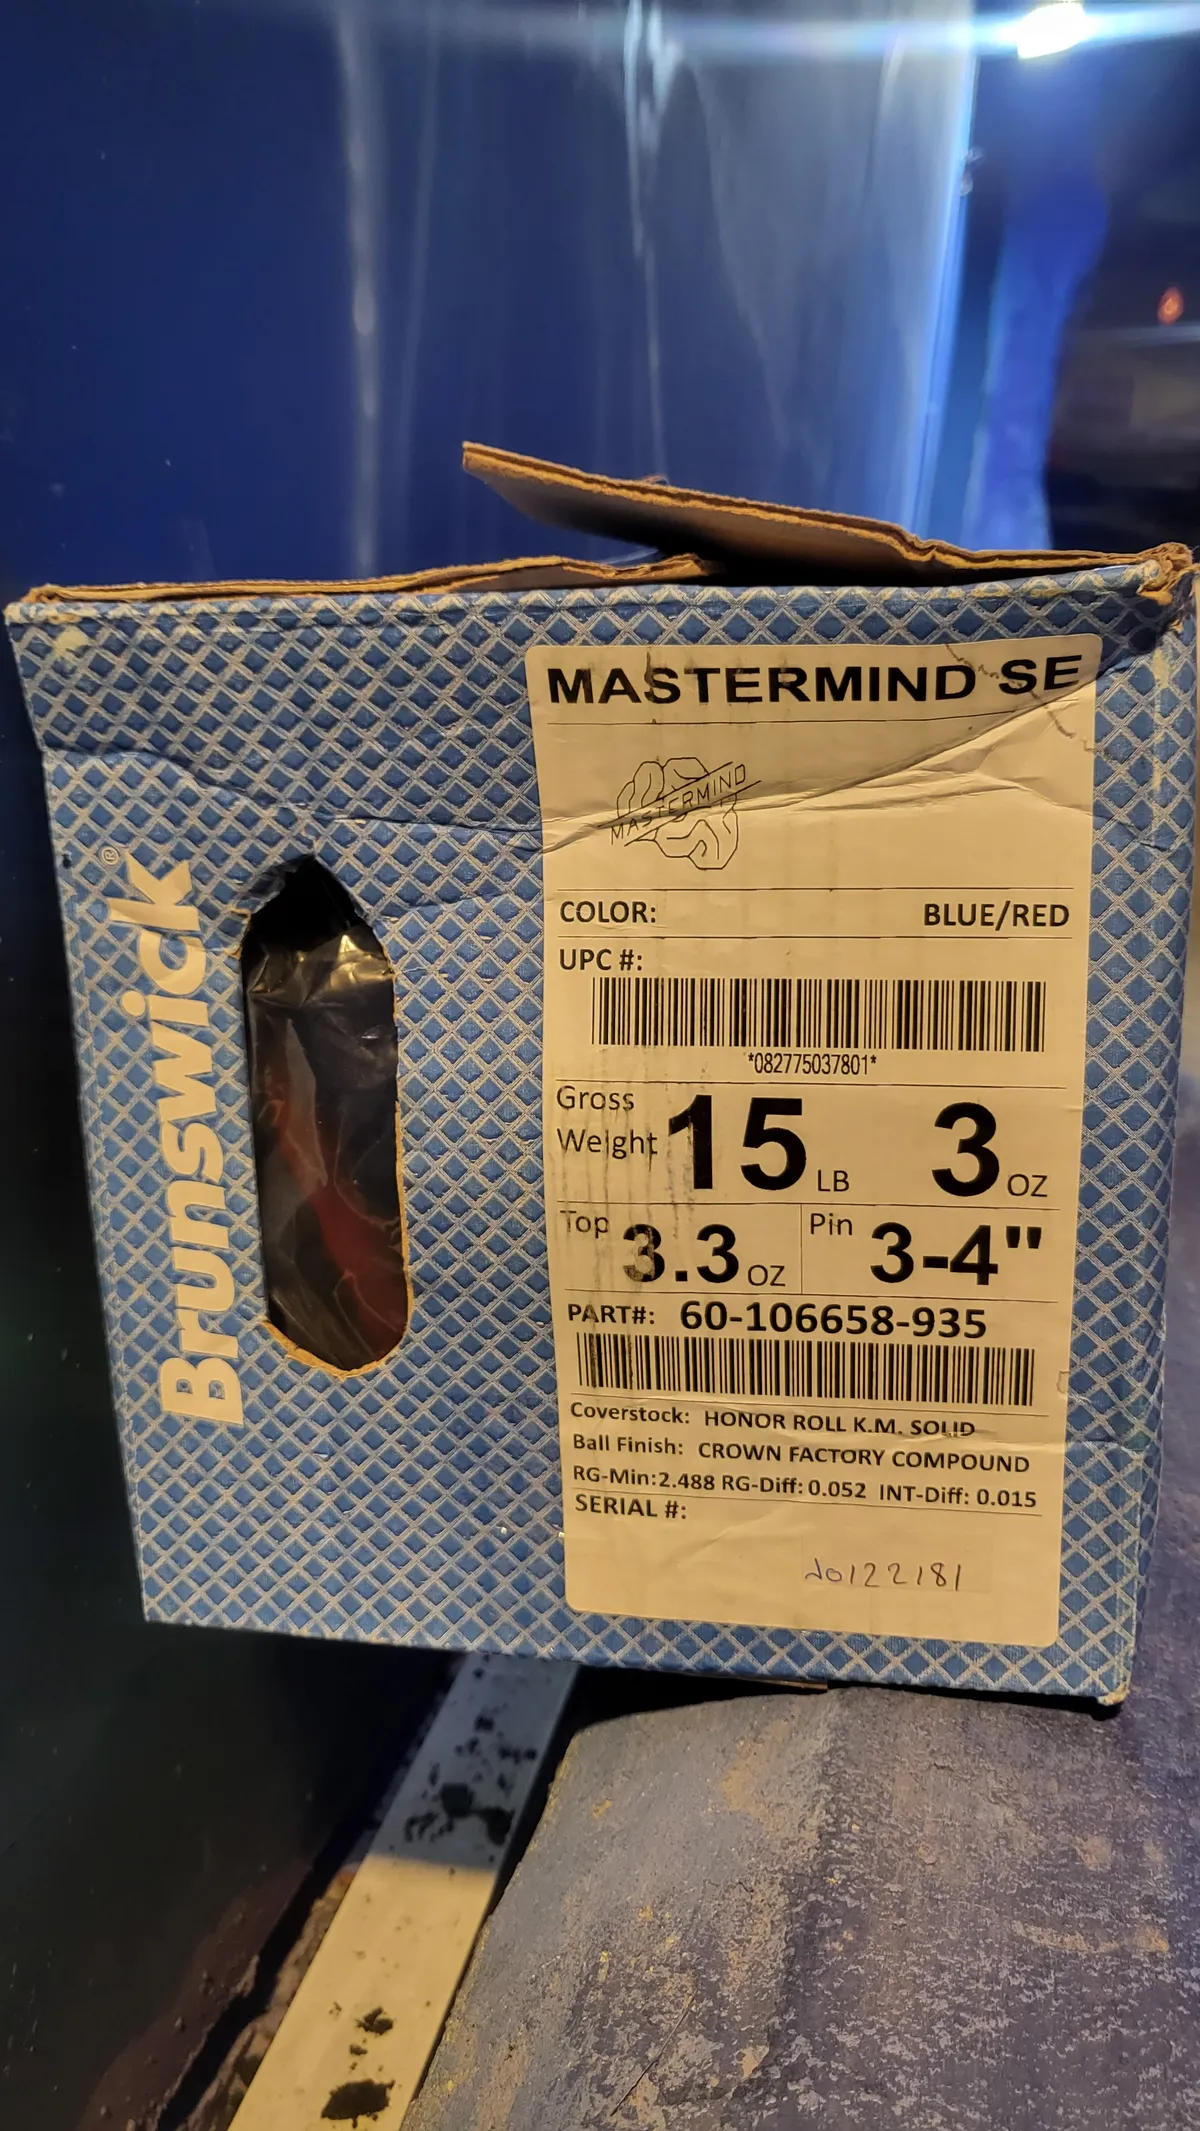 Brunswick®
MASTERMIND SE
MASTERMIND
COLOR: BLUE/RED
UPC #:
*082775037801*
Gross
Weight 15 LB 3 OZ
Top 3.3 OZ Pin 3-4"
PART#: 60-106658-935
Coverstock: HONOR ROLL K.M. SOLID
Ball Finish: CROWN FACTORY COMPOUND
RG-Min:2.488 RG-Diff: 0.052 INT-Diff: 0.015
SERIAL #:
JO122181